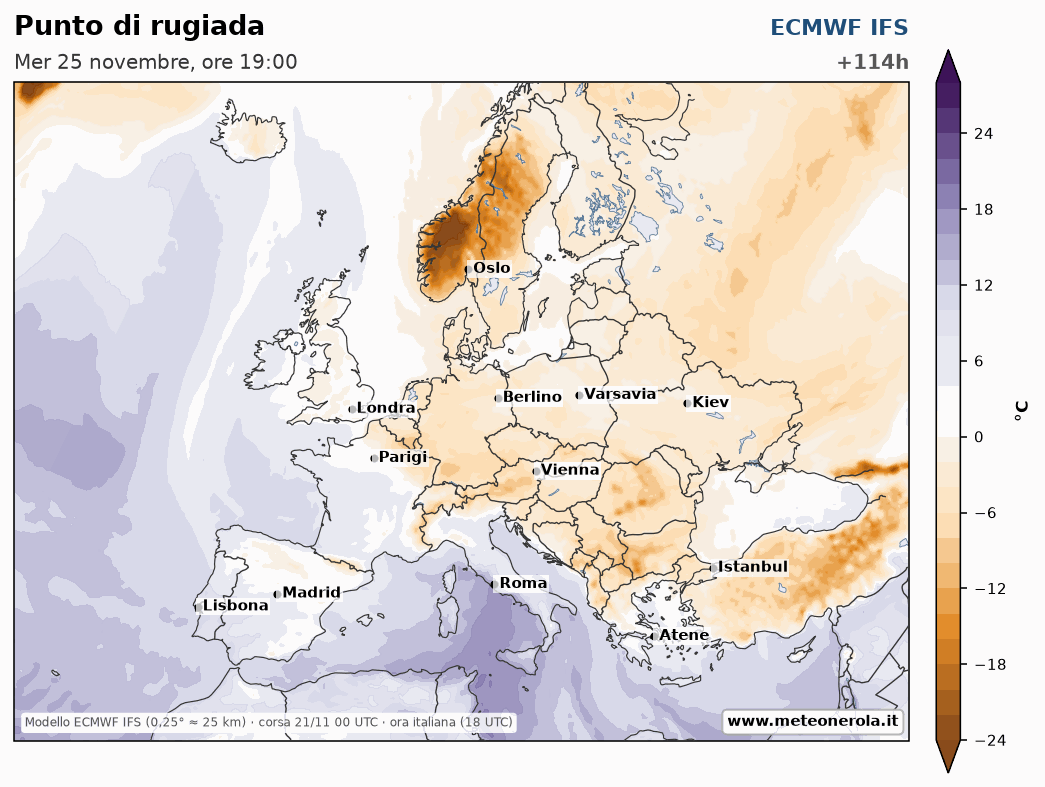 Punto di rugiada
ECMWF IFS
Mer 25 novembre, ore 19:00
+114h
Oslo
Londra
Berlino
Varsavia
Kiev
Parigi
Vienna
Istanbul
Roma
Madrid
Lisbona
Atene
24
18
12
6
0
−6
−12
−18
−24
°C
Modello ECMWF IFS (0,25° ≈ 25 km) · corsa 21/11 00 UTC · ora italiana (18 UTC)
www.meteonerola.it